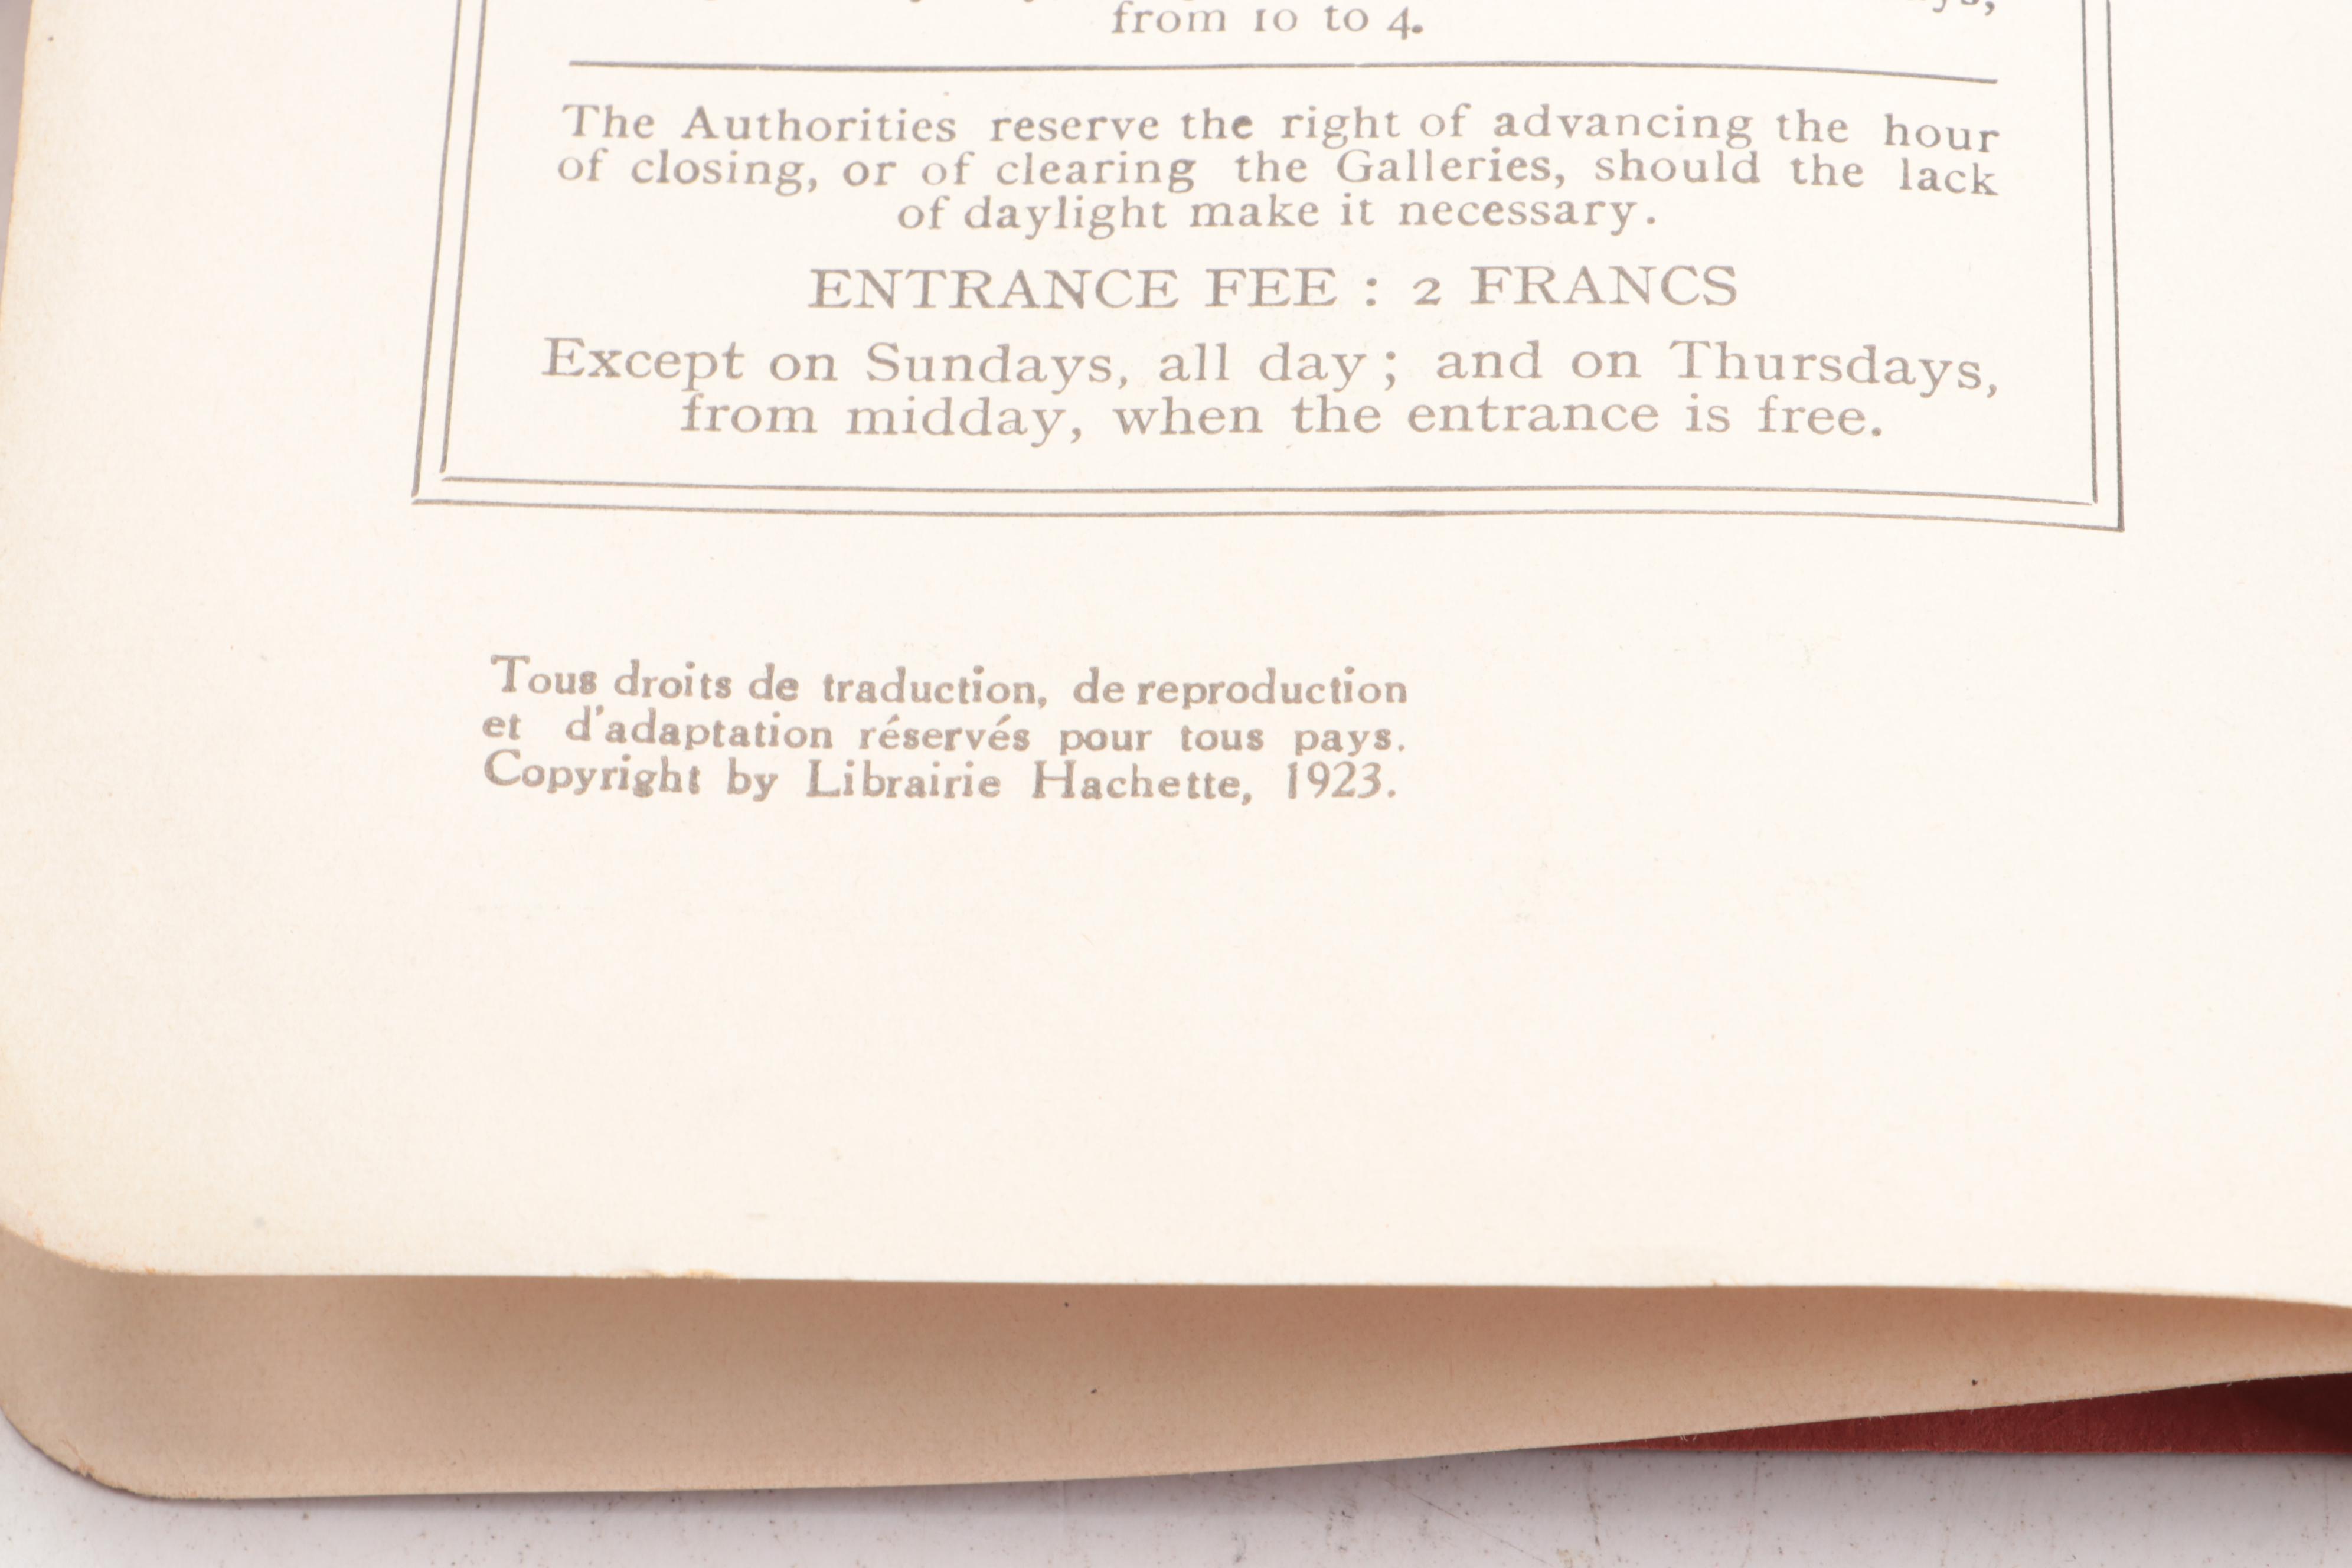 from 10 to 4.
The Authorities reserve the right of advancing the hour
of closing, or of clearing the Galleries, should the lack
of daylight make it necessary.
ENTRANCE FEE : 2 FRANCS
Except on Sundays, all day ; and on Thursdays,
from midday, when the entrance is free.
Tous droits de traduction, de reproduction
et d'adaptation réservés pour tous pays.
Copyright by Librairie Hachette, 1923.